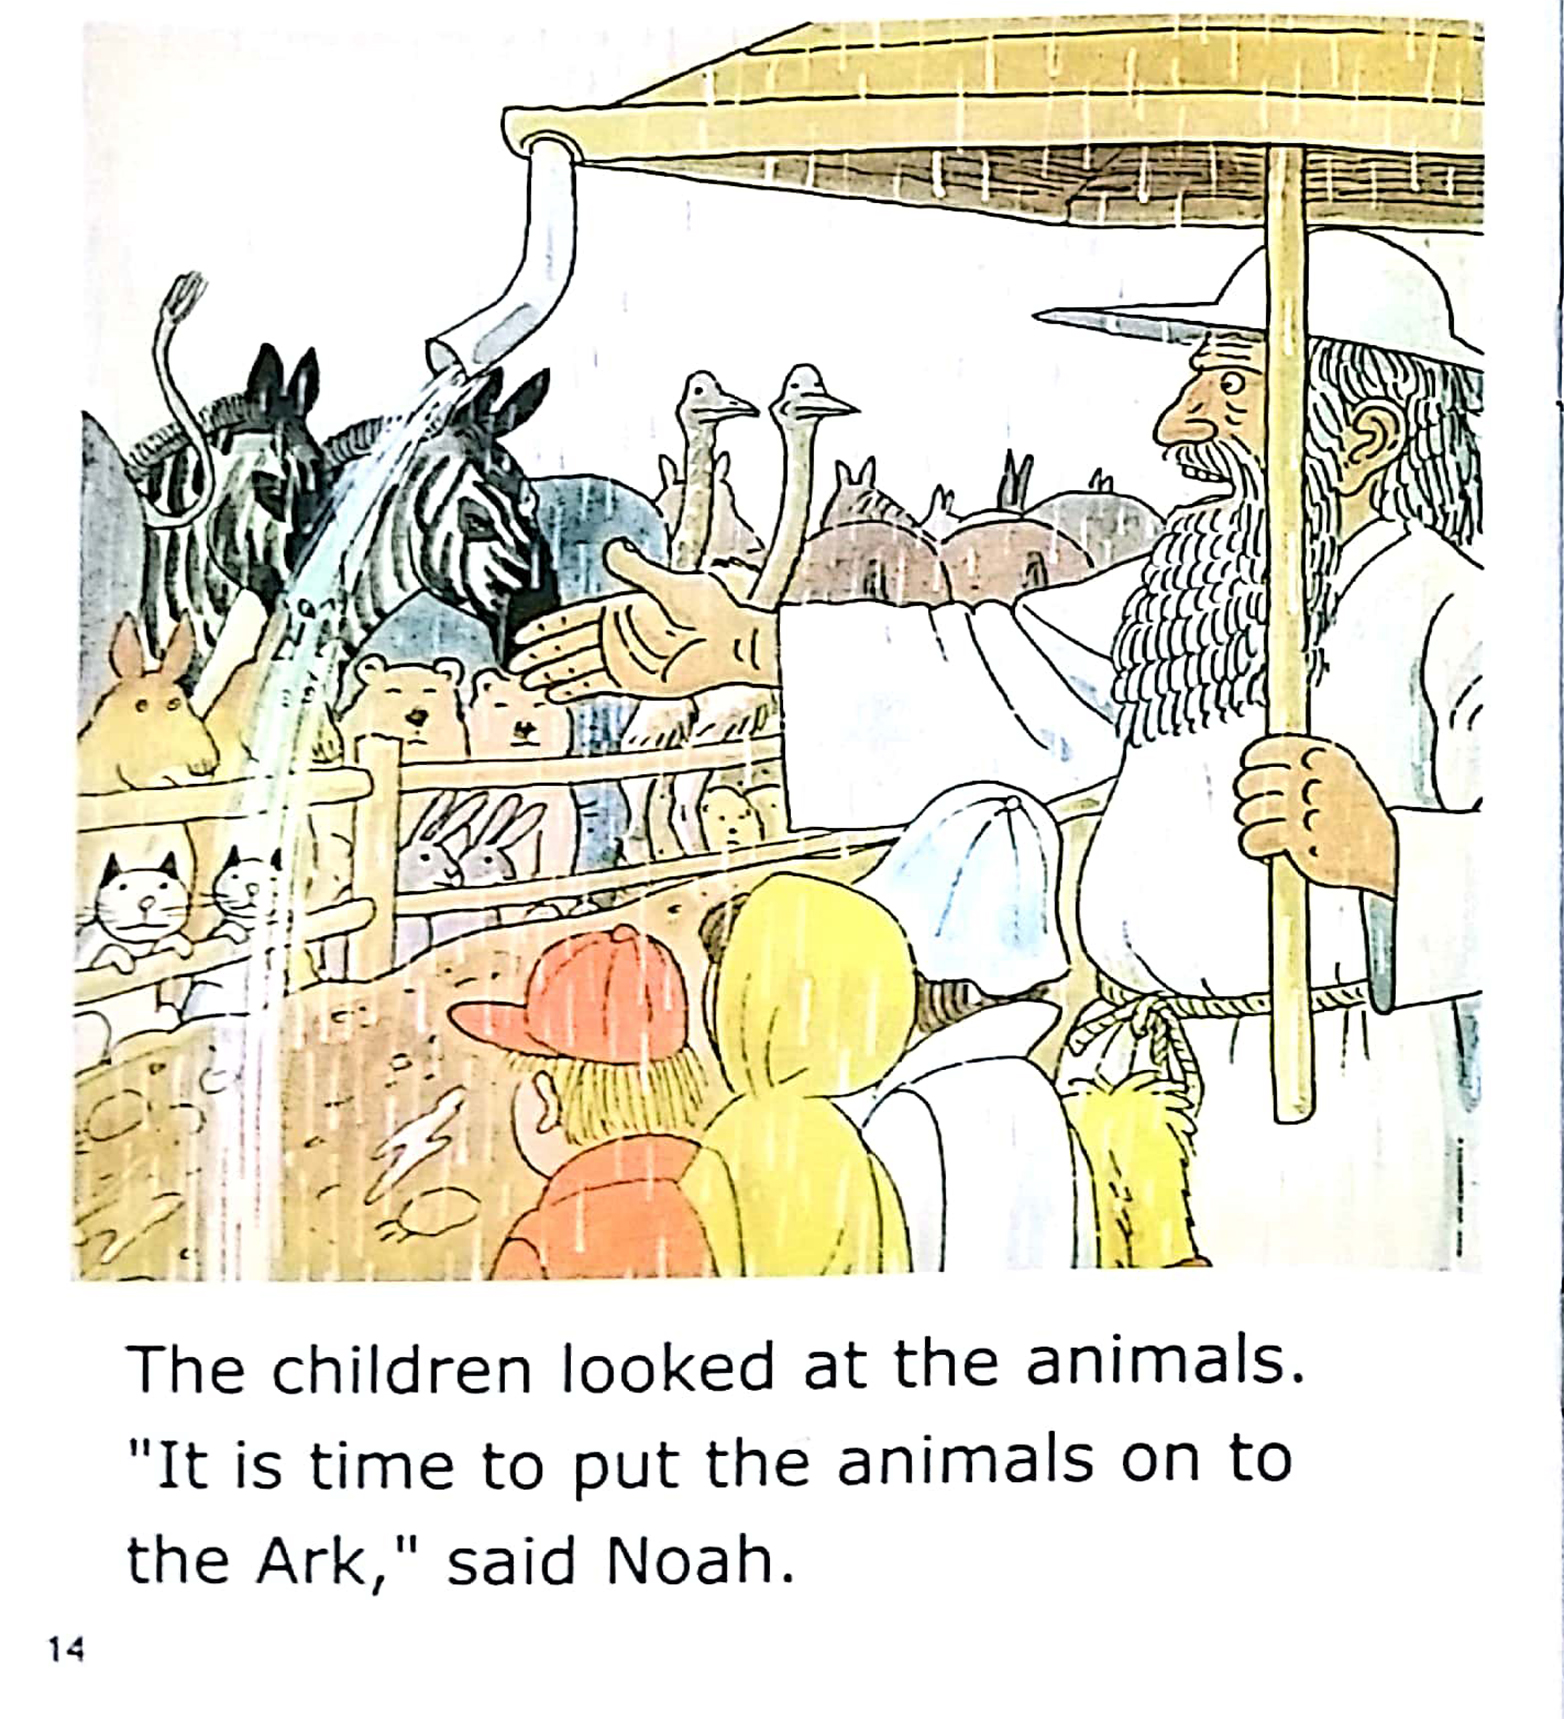 The children looked at the animals.
"It is time to put the animals on to
the Ark," said Noah.
14